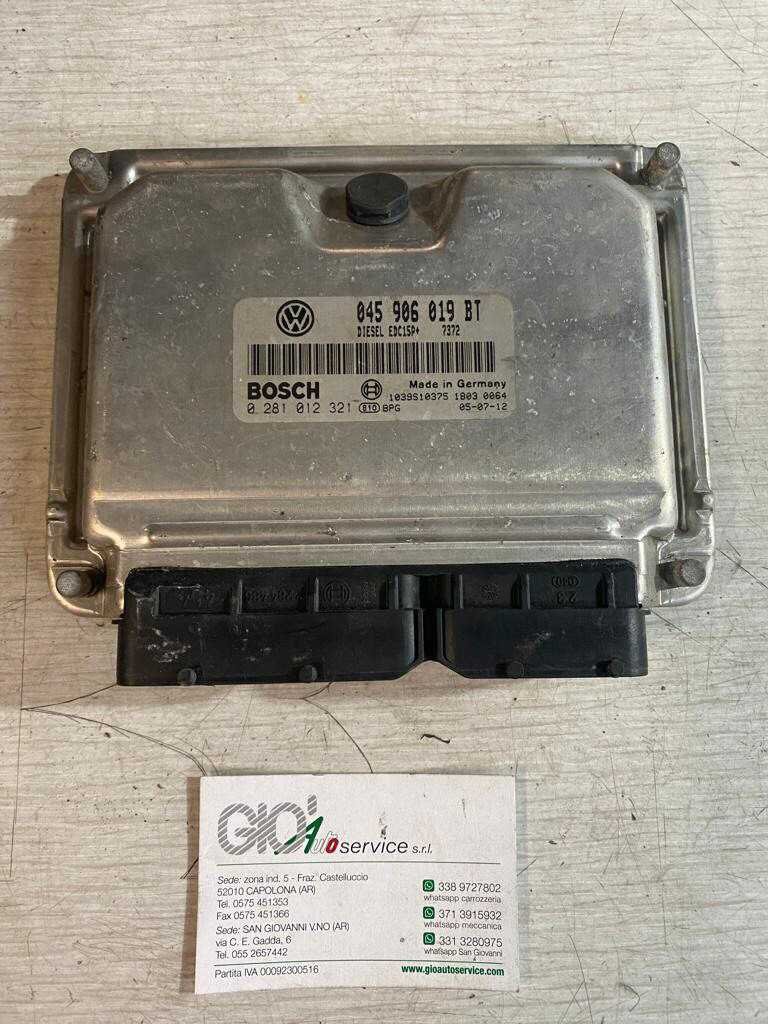 045 906 019 BT
DIESEL EDC15P+ 7372
BOSCH
Made in Germany
1039S10375 1803 0064
0 281 012 321 810 BPG 05-07-12
GIO' Autoservice s.r.l.
Sede: zona ind. 5 - Fraz. Castelluccio
52010 CAPOLONA (AR)
Tel. 0575 451353
Fax 0575 451366
Sede: SAN GIOVANNI V.NO (AR)
via C. E. Gadda, 6
Tel. 055 2657442
Partita IVA 00092300516
338 9727802
whatsapp carrozzeria
371 3915932
whatsapp meccanica
331 3280975
whatsapp San Giovanni
www.gioautoservice.com